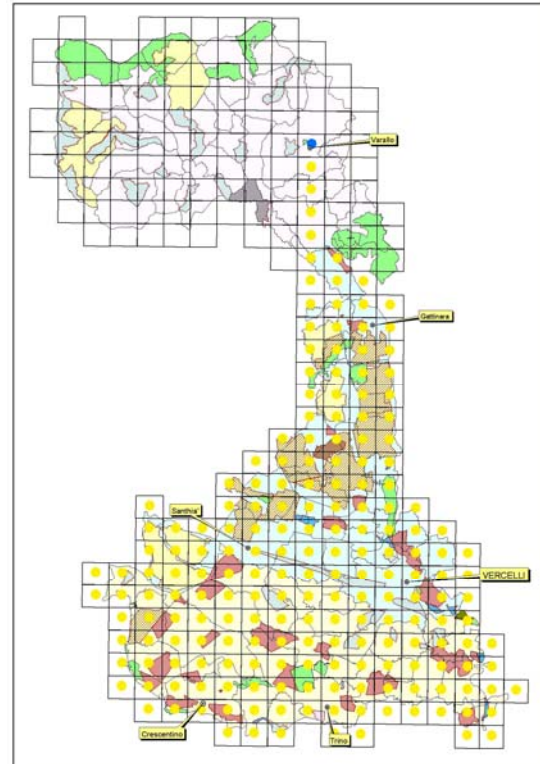 Varallo
Gattinara
Santhia'
VERCELLI
Crescentino
Trino